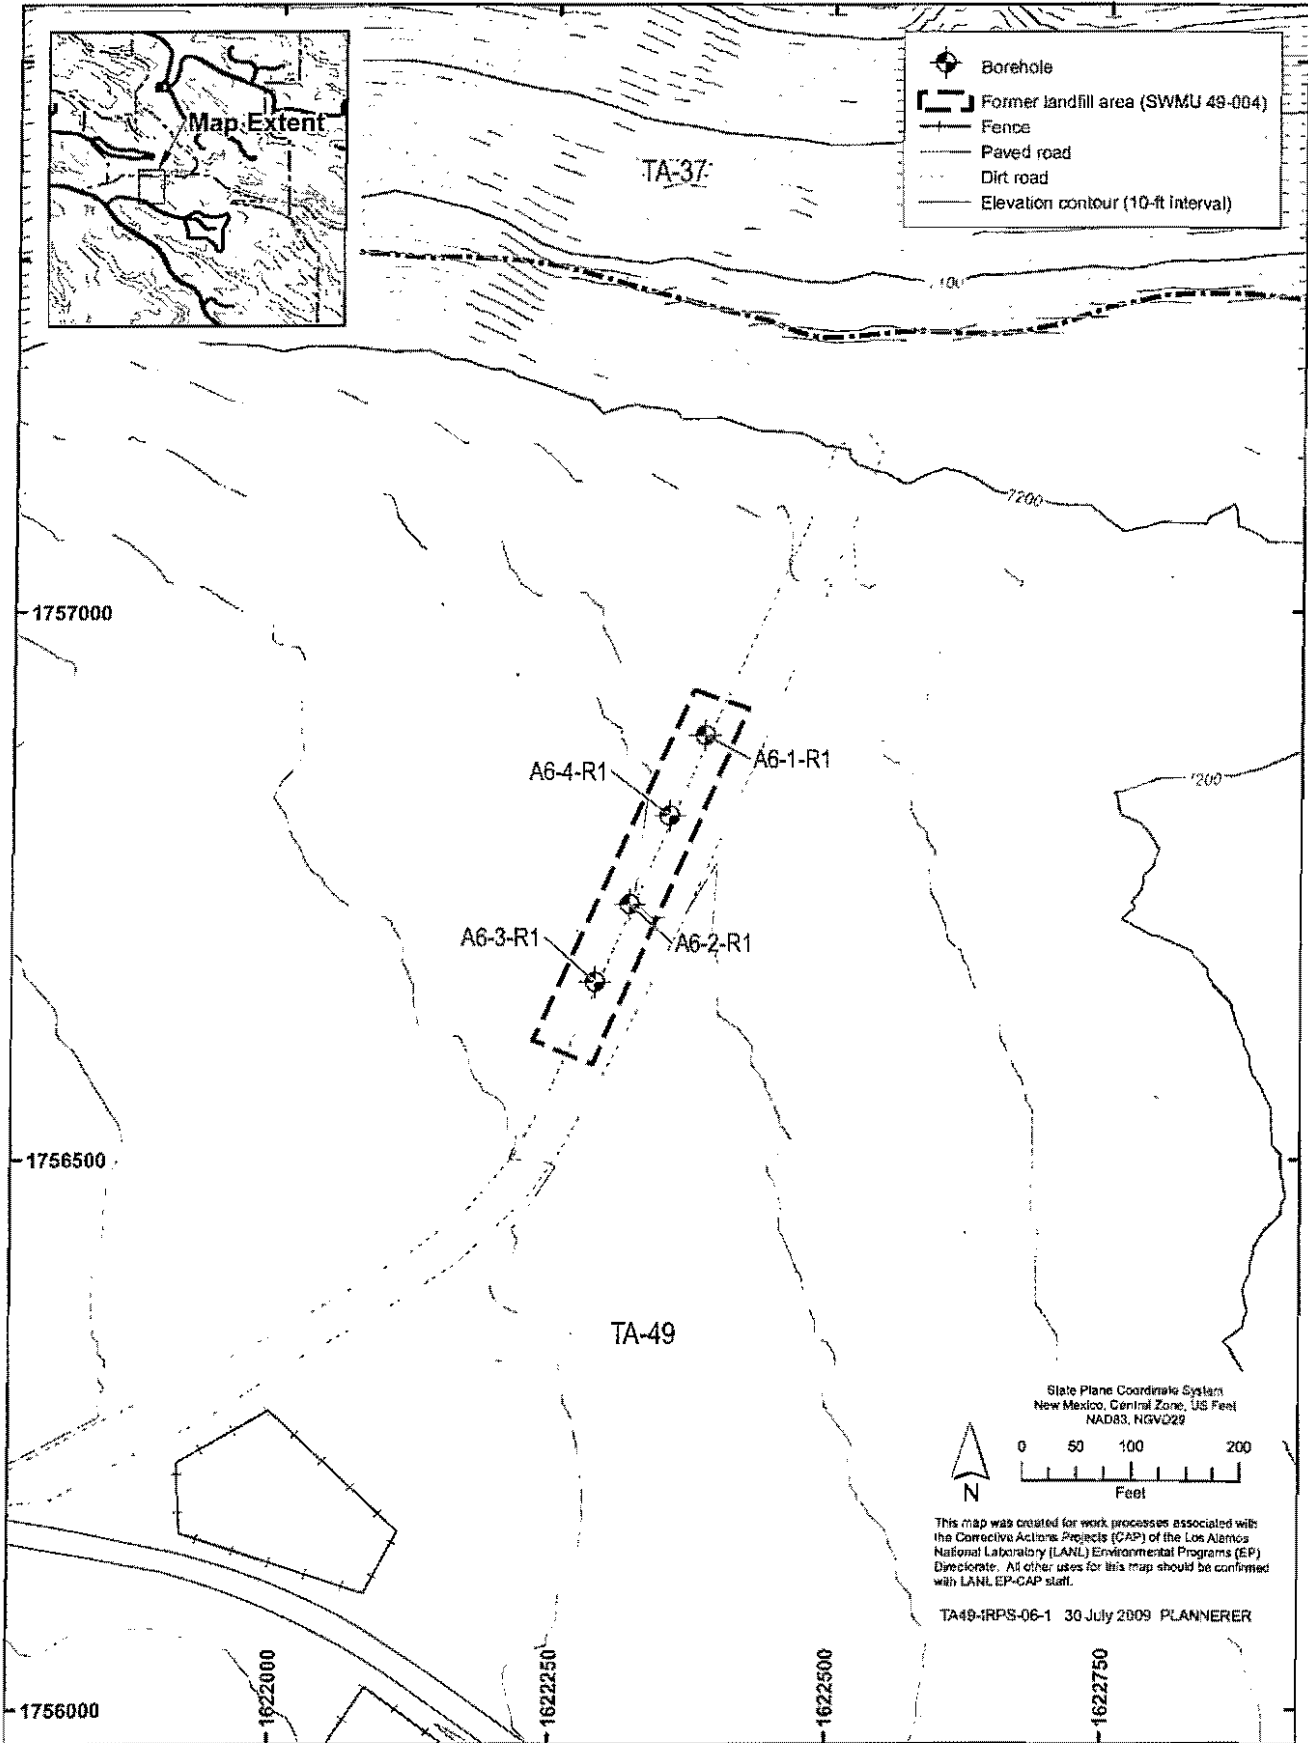 Map Extent
Borehole
Former landfill area (SWMU 49-004)
Fence
Paved road
Dirt road
Elevation contour (10-ft interval)
TA-37
100
7200
1757000
A6-1-R1
A6-4-R1
200
A6-3-R1
A6-2-R1
1756500
TA-49
State Plane Coordinate System
New Mexico, Central Zone, US Feet
NAD83, NGVD29
0 50 100 200
Feet
N
This map was created for work processes associated with
the Corrective Actions Projects (CAP) of the Los Alamos
National Laboratory (LANL) Environmental Programs (EP)
Directorate. All other uses for this map should be confirmed
with LANL EP-CAP staff.
TA49-IRPS-06-1 30 July 2009 PLANNERER
1756000
1622000
1622250
1622500
1622750